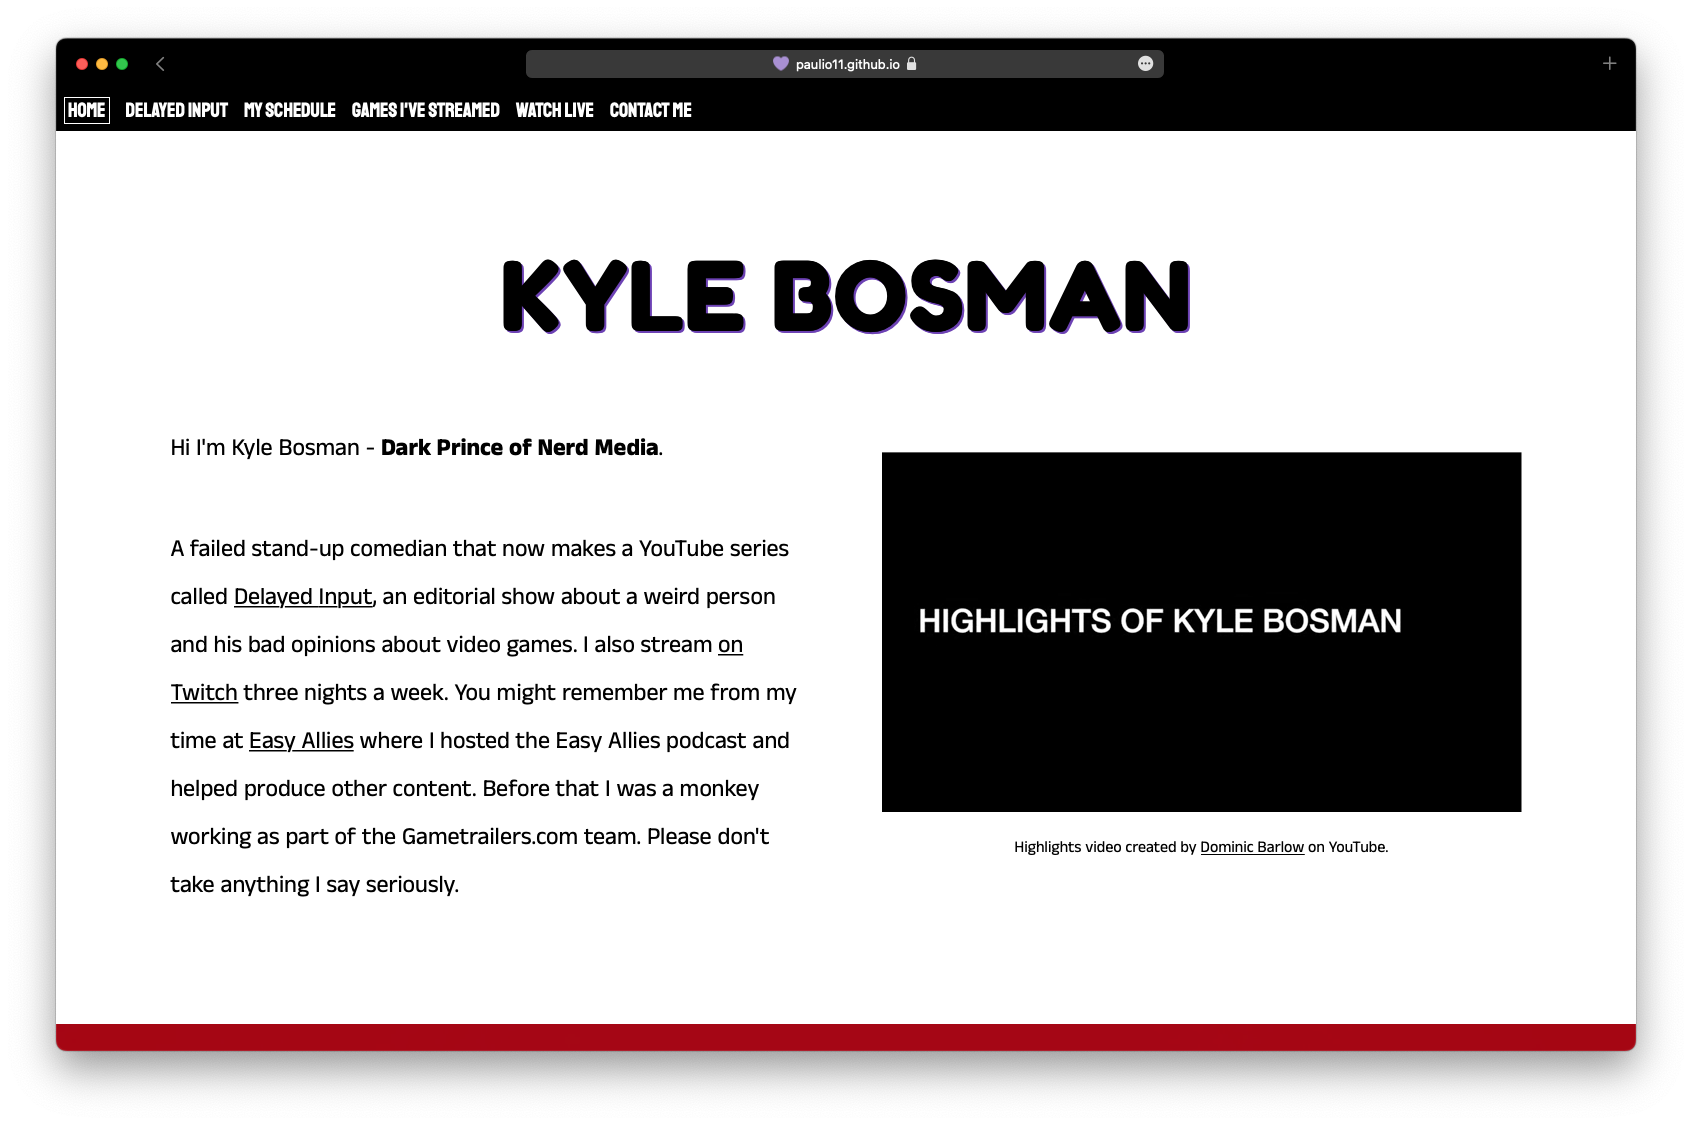 paulio11.github.io
HOME DELAYED INPUT MY SCHEDULE GAMES I'VE STREAMED WATCH LIVE CONTACT ME
KYLE BOSMAN
Hi I'm Kyle Bosman - Dark Prince of Nerd Media.
A failed stand-up comedian that now makes a YouTube series
called Delayed Input, an editorial show about a weird person
and his bad opinions about video games. I also stream on
Twitch three nights a week. You might remember me from my
time at Easy Allies where I hosted the Easy Allies podcast and
helped produce other content. Before that I was a monkey
working as part of the Gametrailers.com team. Please don't
take anything I say seriously.
HIGHLIGHTS OF KYLE BOSMAN
Highlights video created by Dominic Barlow on YouTube.